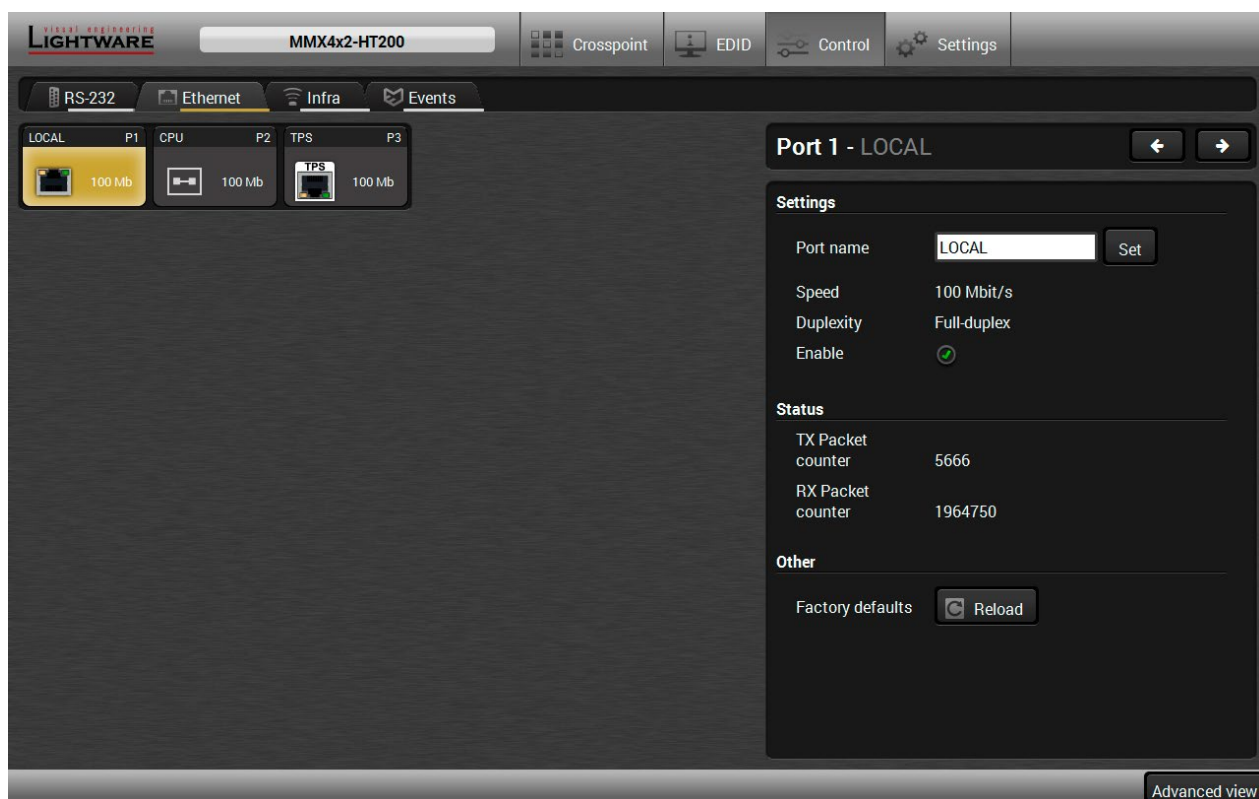 visual engineering
LIGHTWARE
MMX4x2-HT200
Crosspoint
EDID
Control
Settings
RS-232
Ethernet
Infra
Events
LOCAL P1
CPU P2
TPS P3
100 Mb
100 Mb
TPS
100 Mb
Port 1 - LOCAL
Settings
Port name LOCAL Set
Speed 100 Mbit/s
Duplexity Full-duplex
Enable
Status
TX Packet
counter 5666
RX Packet
counter 1964750
Other
Factory defaults Reload
Advanced view